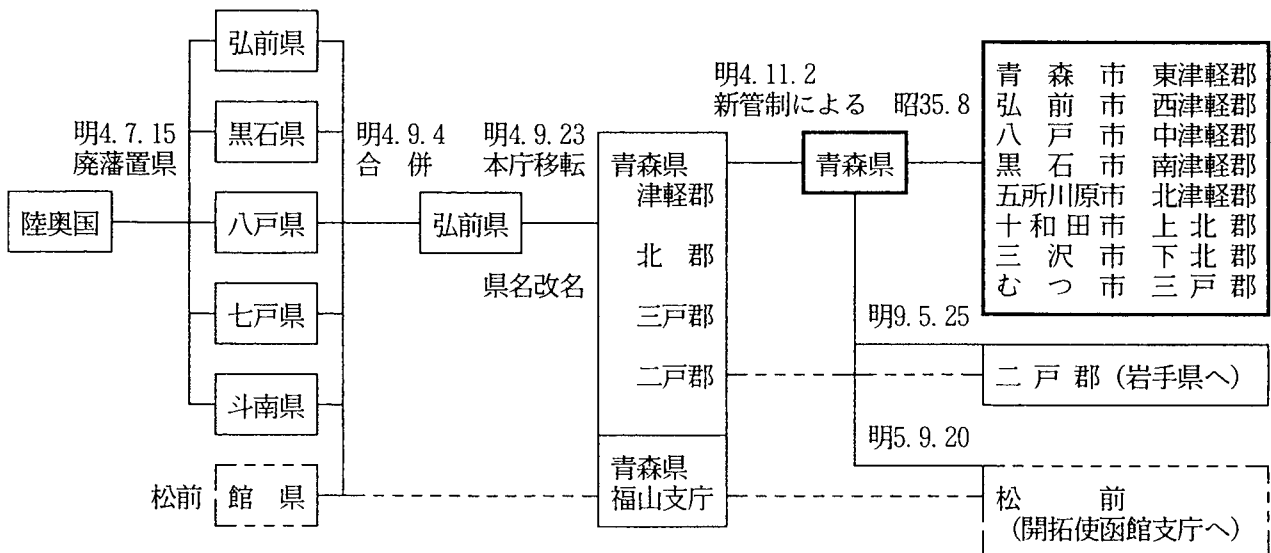 陸奥国
明4.7.15
廃藩置県
弘前県
黒石県
八戸県
七戸県
斗南県
松前 館県
明4.9.4
合併
弘前県
明4.9.23
本庁移転
県名改名
青森県
津軽郡
北郡
三戸郡
二戸郡
青森県
福山支庁
明4.11.2
新管制による
青森県
昭35.8
青森市 東津軽郡
弘前市 西津軽郡
八戸市 中津軽郡
黒石市 南津軽郡
五所川原市 北津軽郡
十和田市 上北郡
三沢市 下北郡
むつ市 三戸郡
明9.5.25
二戸郡(岩手県へ)
明5.9.20
松前
(開拓使函館支庁へ)